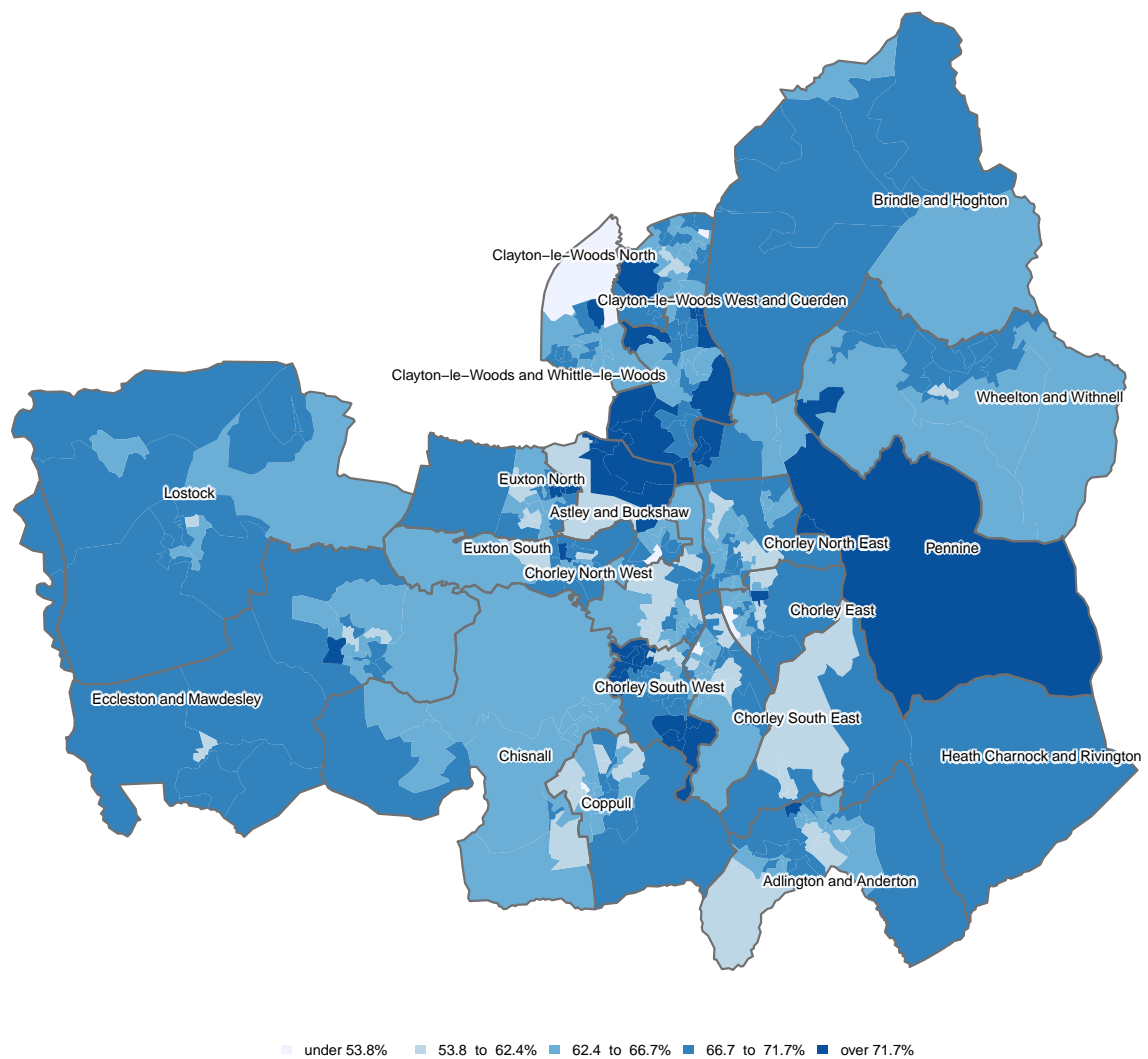 Brindle and Hoghton
Clayton–le–Woods North
Clayton–le–Woods West and Cuerden
Clayton–le–Woods and Whittle–le–Woods
Wheelton and Withnell
Euxton North
Lostock
Astley and Buckshaw
Chorley North East
Euxton South
Pennine
Chorley North West
Chorley East
Chorley South West
Eccleston and Mawdesley
Chorley South East
Chisnall
Heath Charnock and Rivington
Coppull
Adlington and Anderton
under 53.8% 53.8 to 62.4% 62.4 to 66.7% 66.7 to 71.7% over 71.7%